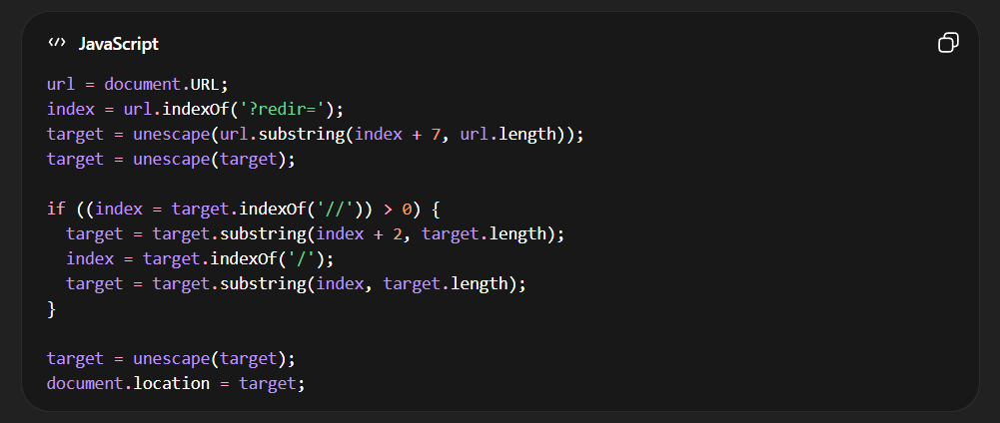 </> JavaScript
url = document.URL;
index = url.indexOf('?redir=');
target = unescape(url.substring(index + 7, url.length));
target = unescape(target);

if ((index = target.indexOf('//')) > 0) {
  target = target.substring(index + 2, target.length);
  index = target.indexOf('/');
  target = target.substring(index, target.length);
}

target = unescape(target);
document.location = target;